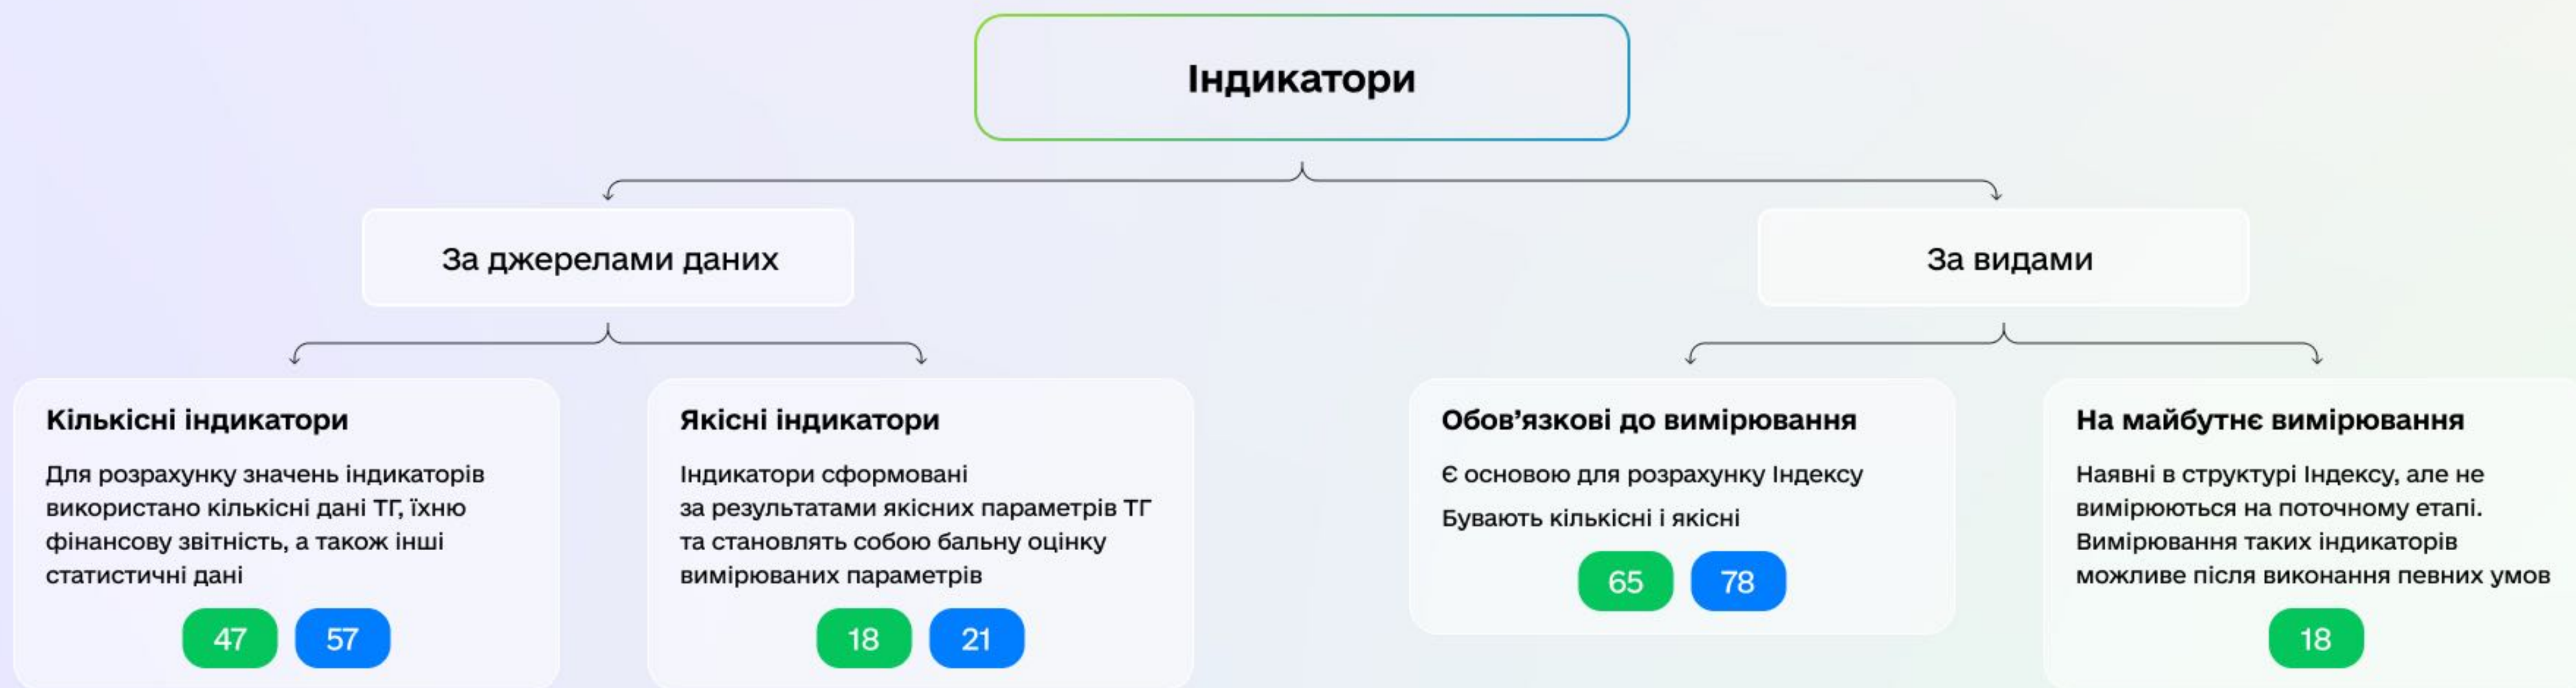 Індикатори
За джерелами даних
За видами
Кількісні індикатори
Для розрахунку значень індикаторів
використано кількісні дані ТГ, їхню
фінансову звітність, а також інші
статистичні дані
47 57
Якісні індикатори
Індикатори сформовані
за результатами якісних параметрів ТГ
та становлять собою бальну оцінку
вимірюваних параметрів
18 21
Обов’язкові до вимірювання
Є основою для розрахунку Індексу
Бувають кількісні і якісні
65 78
На майбутнє вимірювання
Наявні в структурі Індексу, але не
вимірюються на поточному етапі.
Вимірювання таких індикаторів
можливе після виконання певних умов
18